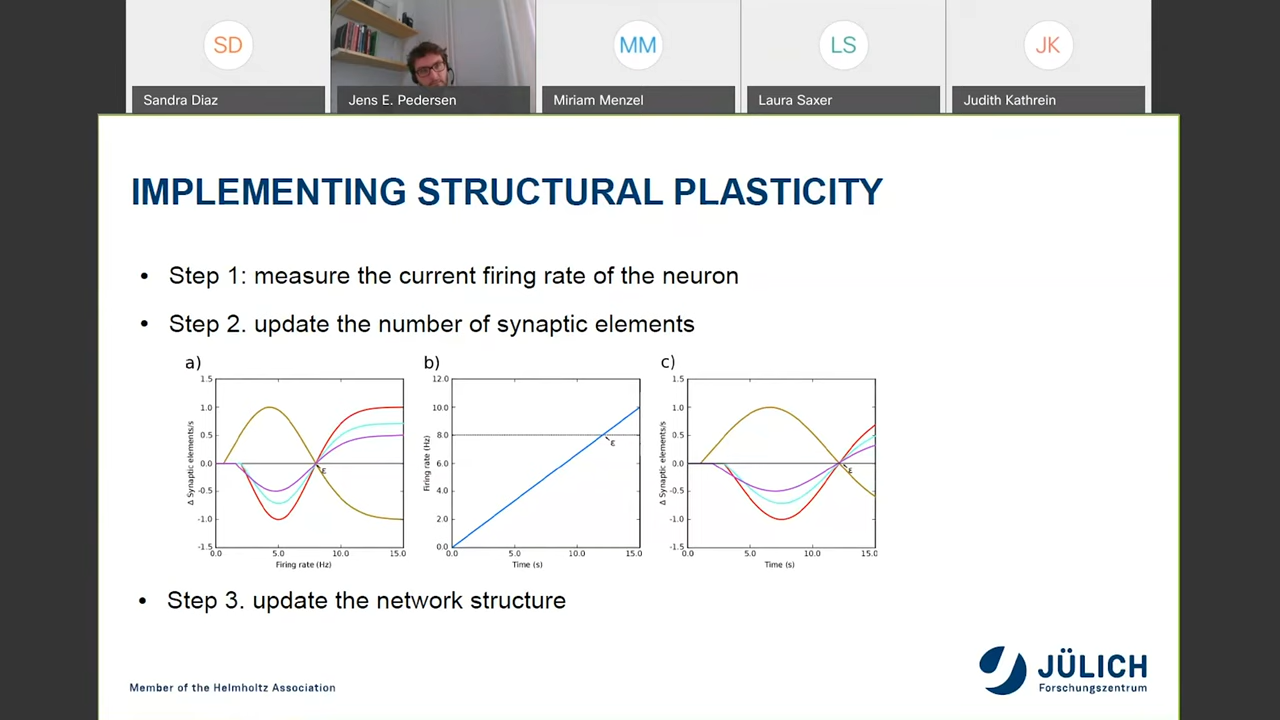 SD
MM
LS
JK
Sandra Diaz
Jens E. Pedersen
Miriam Menzel
Laura Saxer
Judith Kathrein
IMPLEMENTING STRUCTURAL PLASTICITY
• Step 1: measure the current firing rate of the neuron
• Step 2. update the number of synaptic elements
a)
1.5
1.0
0.5
0.0
-0.5
-1.0
-1.5
Δ Synaptic elements/s
ε
0.0 5.0 10.0 15.0
Firing rate (Hz)
b)
12.0
10.0
8.0
6.0
4.0
2.0
0.0
Firing rate (Hz)
ε
0.0 5.0 10.0 15.0
Time (s)
c)
1.5
1.0
0.5
0.0
-0.5
-1.0
-1.5
Δ Synaptic elements/s
ε
0.0 5.0 10.0 15.0
Time (s)
• Step 3. update the network structure
Member of the Helmholtz Association
JÜLICH
Forschungszentrum